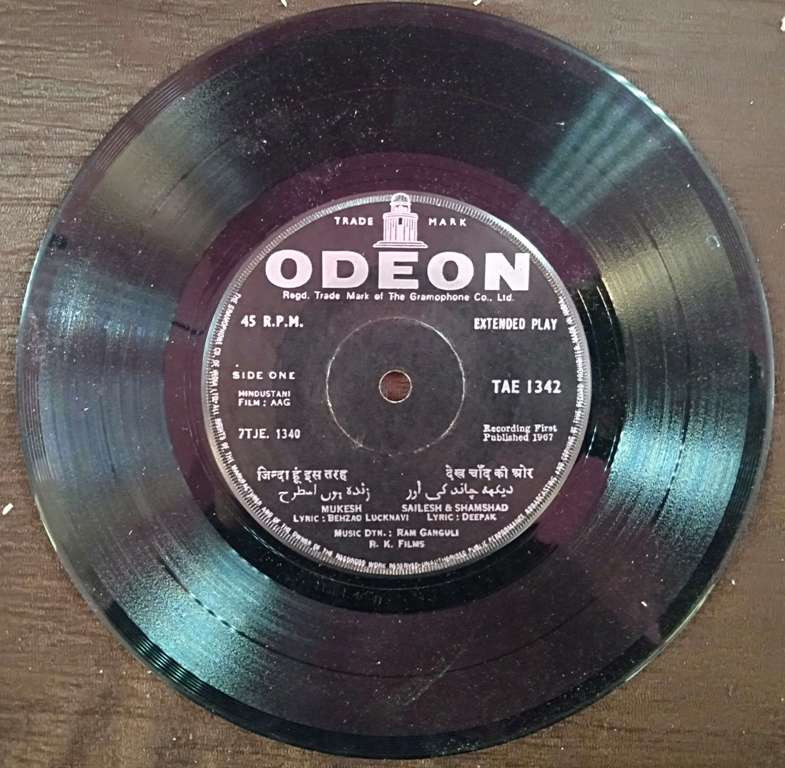 TRADE MARK
ODEON
Regd. Trade Mark of The Gramophone Co., Ltd.
45 R.P.M. EXTENDED PLAY
SIDE ONE
TAE 1342
HINDUSTANI
FILM : AAG
7TJE. 1340
Recording First
Published 1967
ज़िन्दा हूं इस तरह देख चाँद की ओर
زندہ ہوں اسطرح دیکھہ چاند کی اور
MUKESH SAILESH & SHAMSHAD
LYRIC : BEHZAD LUCKNAVI LYRIC : DEEPAK
MUSIC DTN. : RAM GANGULI
R. K. FILMS